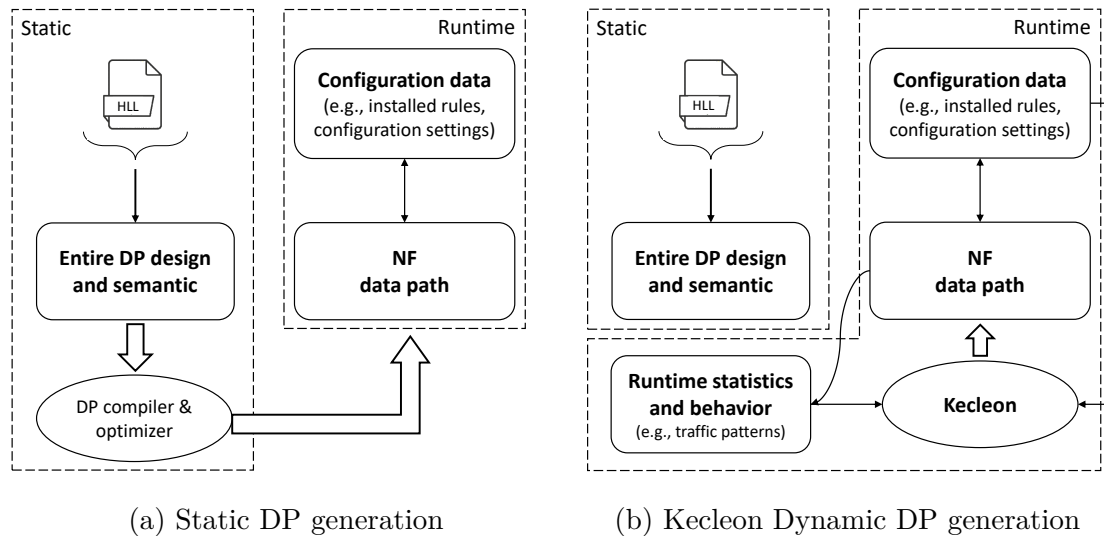 Static
HLL
Entire DP design
and semantic
DP compiler &
optimizer
Runtime
Configuration data
(e.g., installed rules,
configuration settings)
NF
data path
(a) Static DP generation
Static
HLL
Entire DP design
and semantic
Runtime
Configuration data
(e.g., installed rules,
configuration settings)
NF
data path
Runtime statistics
and behavior
(e.g., traffic patterns)
Kecleon
(b) Kecleon Dynamic DP generation